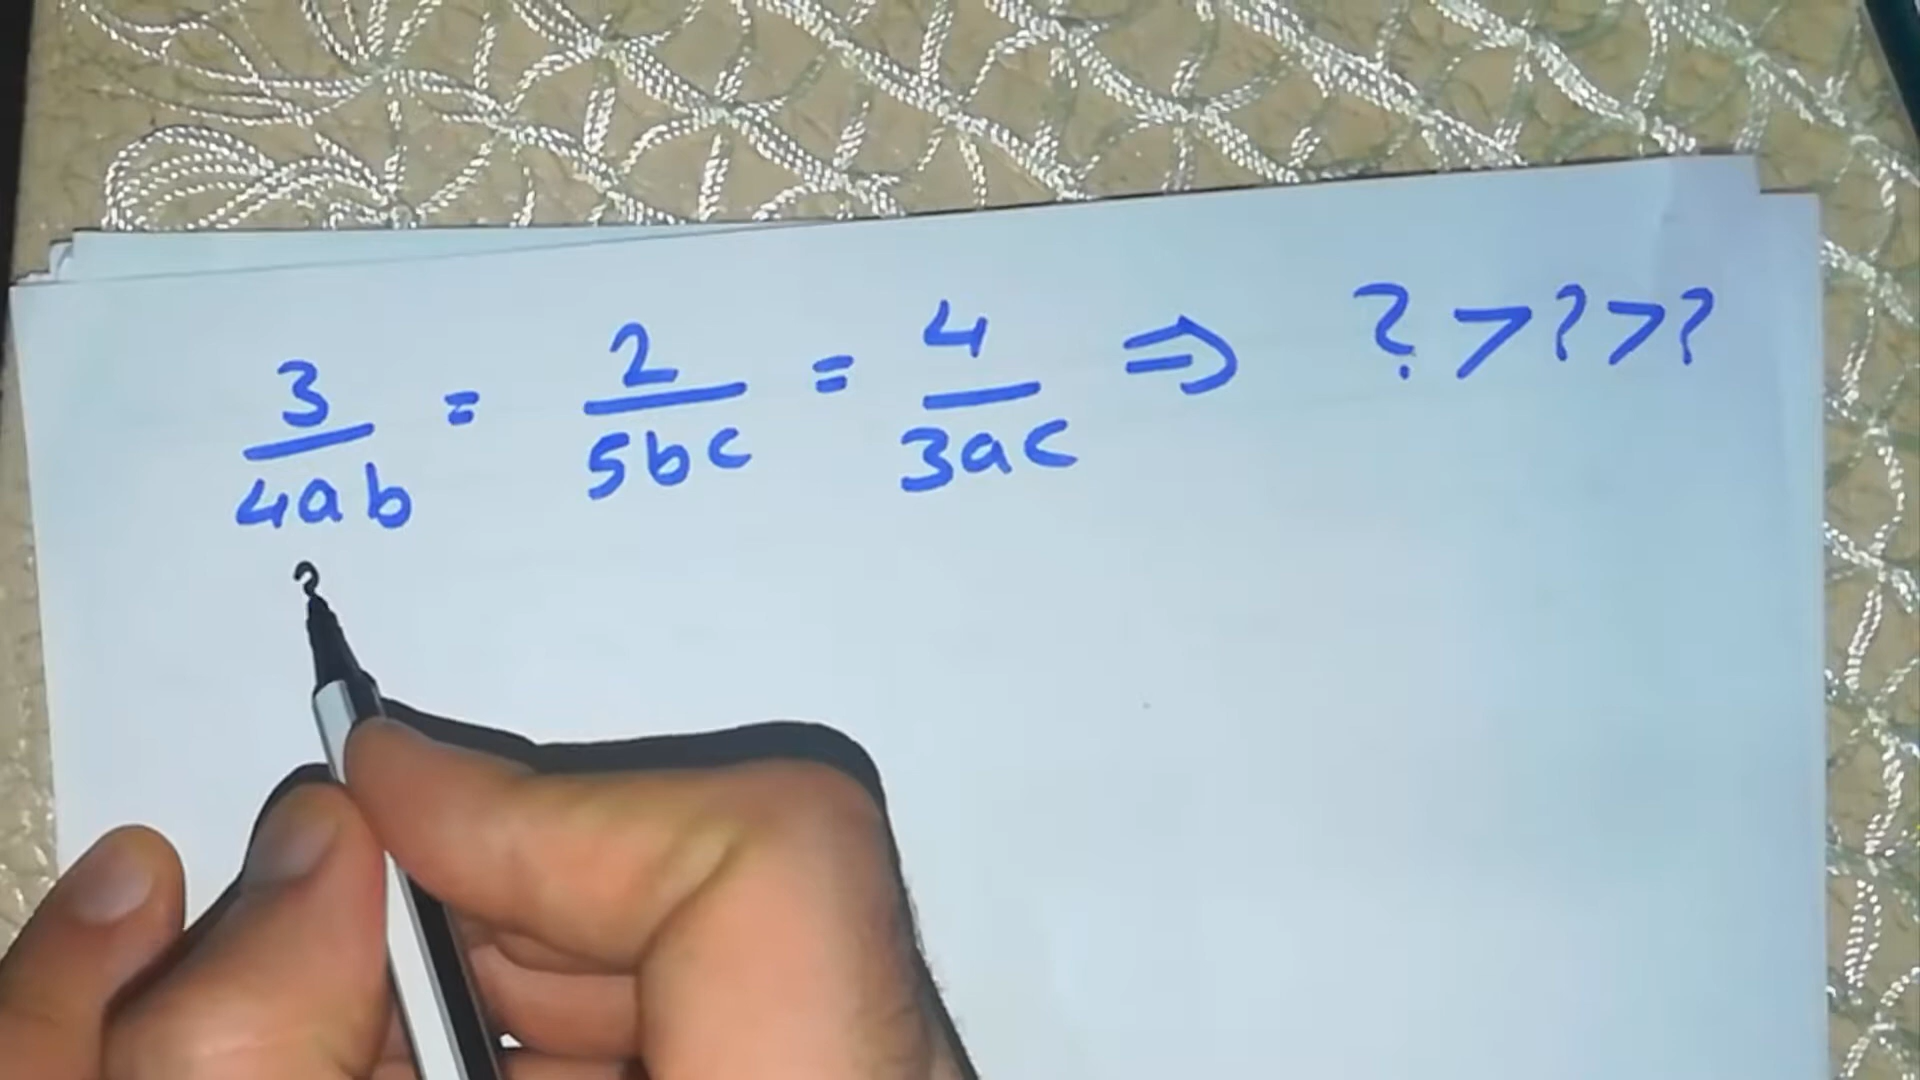 3/4ab = 2/5bc = 4/3ac ⇒ ? > ? > ?
?